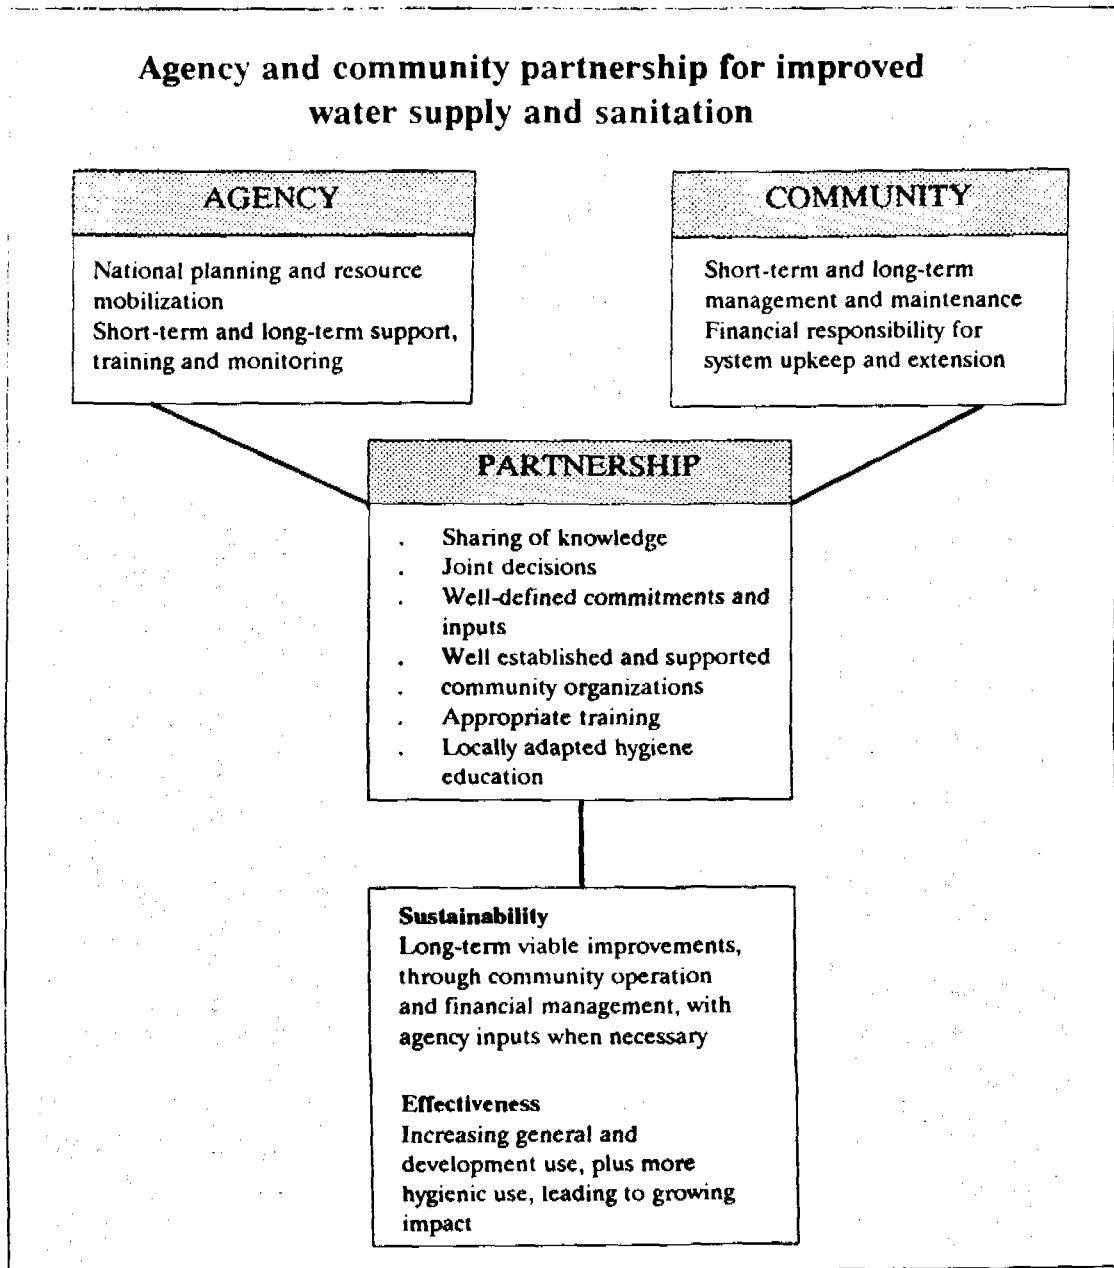 Agency and community partnership for improved
water supply and sanitation
AGENCY
National planning and resource
mobilization
Short-term and long-term support,
training and monitoring
COMMUNITY
Short-term and long-term
management and maintenance
Financial responsibility for
system upkeep and extension
PARTNERSHIP
. Sharing of knowledge
. Joint decisions
. Well-defined commitments and
inputs
. Well established and supported
. community organizations
. Appropriate training
. Locally adapted hygiene
education
Sustainability
Long-term viable improvements,
through community operation
and financial management, with
agency inputs when necessary
Effectiveness
Increasing general and
development use, plus more
hygienic use, leading to growing
impact